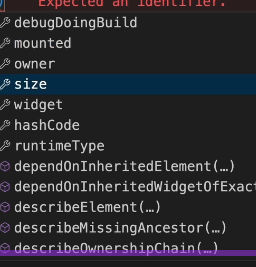 Expected an identifier.
debugDoingBuild
mounted
owner
size
widget
hashCode
runtimeType
dependOnInheritedElement(…)
dependOnInheritedWidgetOfExact
describeElement(…)
describeMissingAncestor(…)
describeOwnershipChain(…)